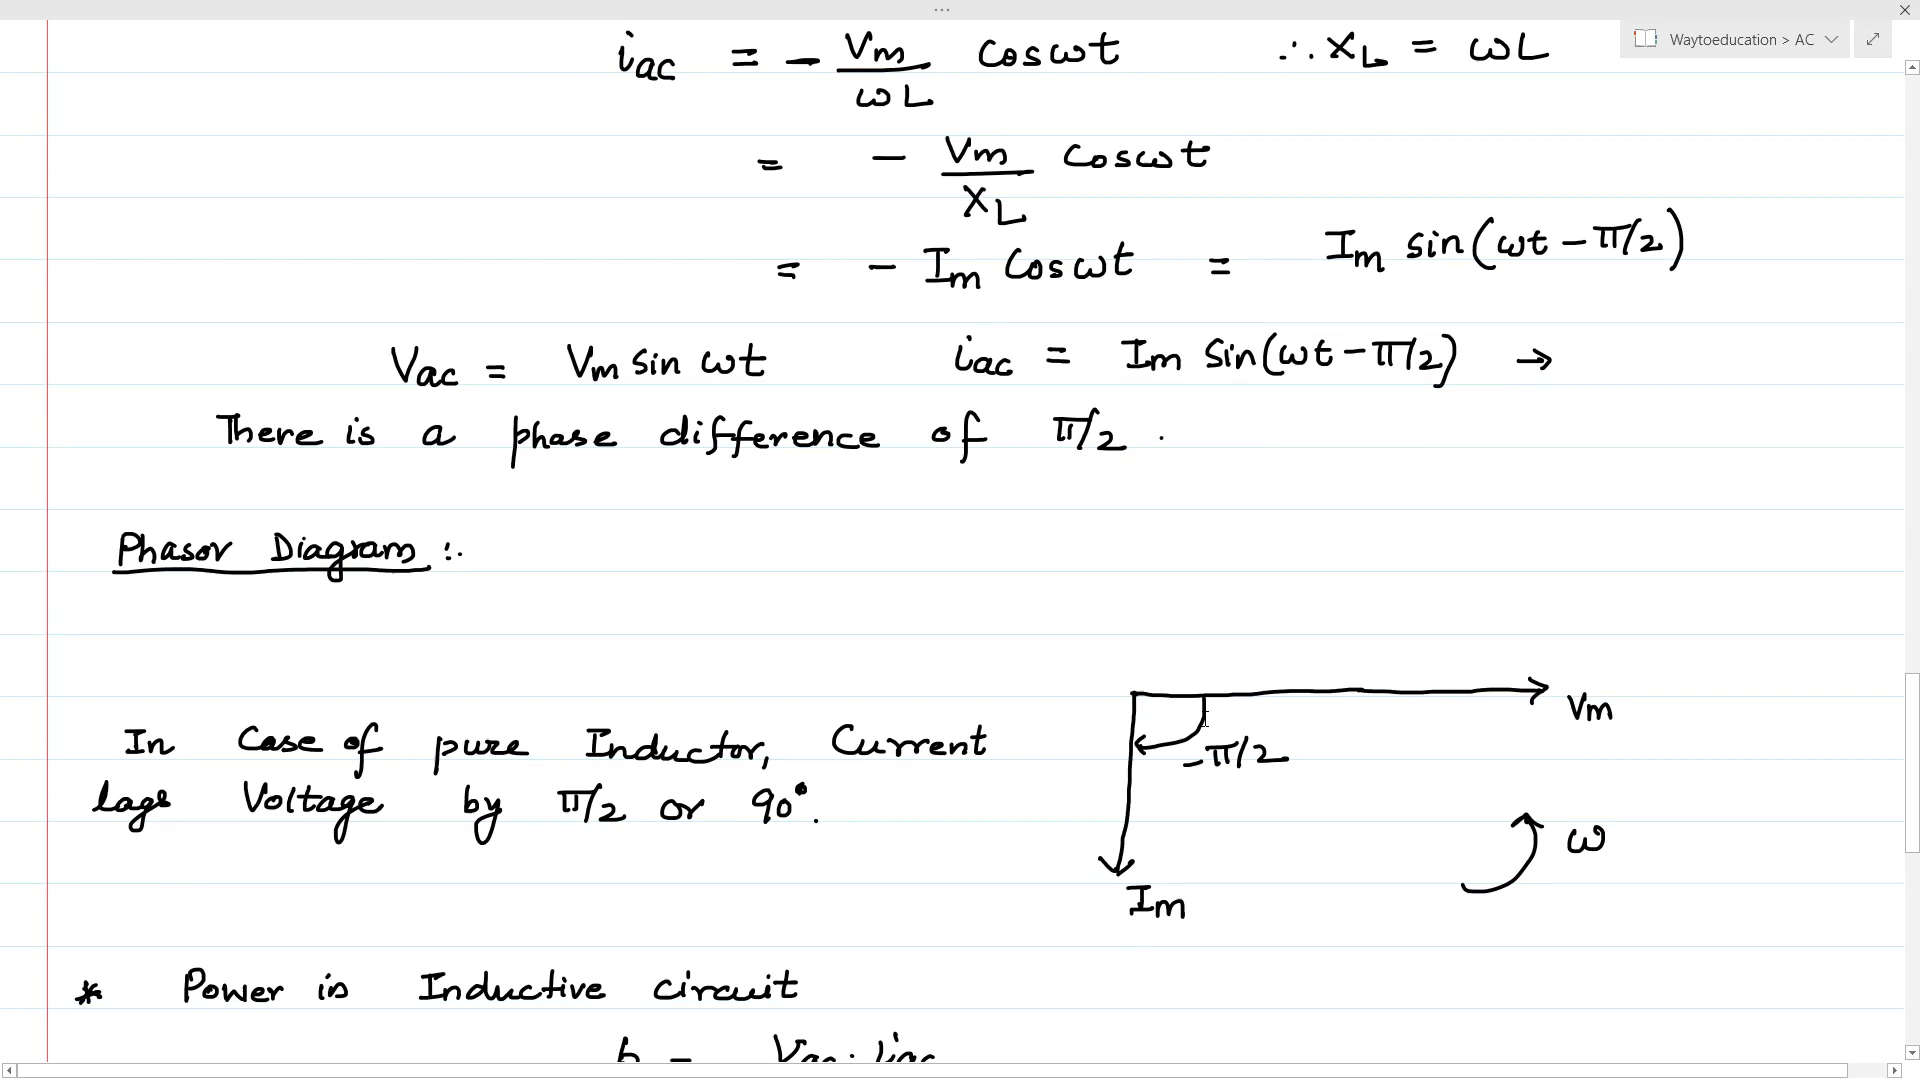 Waytoeducation > AC
iac = - Vm/ωL cosωt ∴ XL = ωL
= - Vm/XL cosωt
= - Im cosωt = Im sin(ωt - π/2)
Vac = Vm sin ωt iac = Im sin(ωt - π/2) →
There is a phase difference of π/2 .
Phasor Diagram :.
Vm
In Case of pure Inductor, Current
-π/2
lags Voltage by π/2 or 90°.
ω
Im
* Power in Inductive circuit
p = Vac . iac